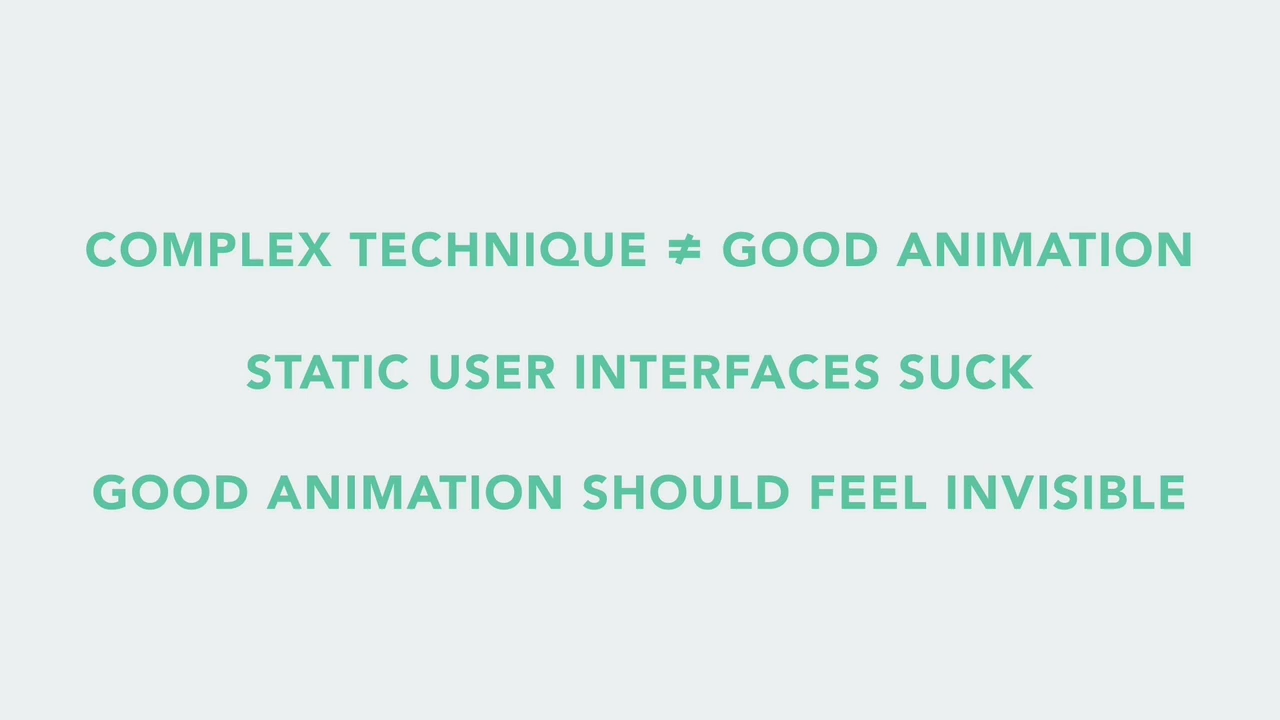 COMPLEX TECHNIQUE ≠ GOOD ANIMATION
STATIC USER INTERFACES SUCK
GOOD ANIMATION SHOULD FEEL INVISIBLE